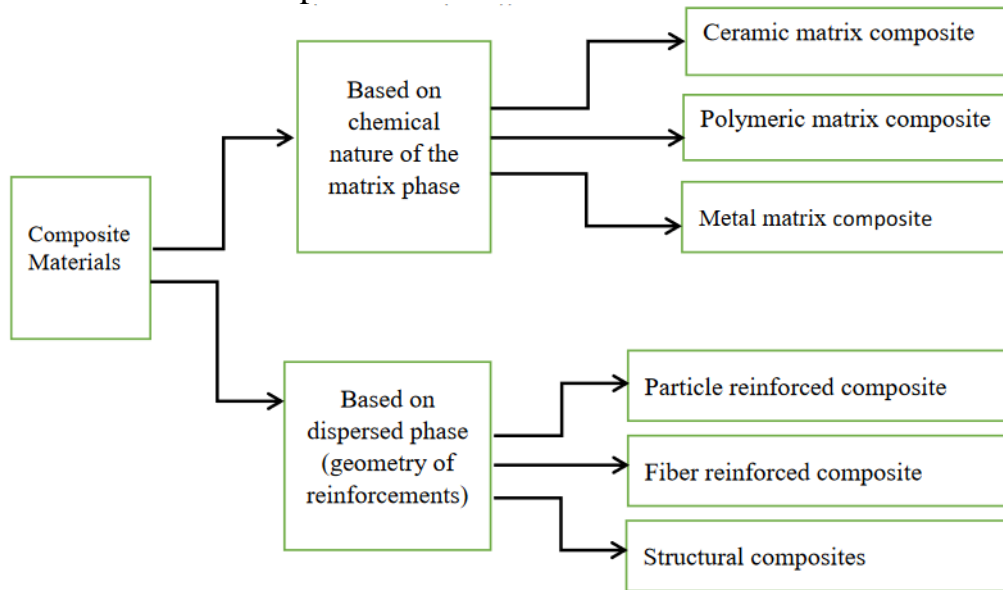 Ceramic matrix composite
Based on
chemical
nature of the
matrix phase
Polymeric matrix composite
Metal matrix composite
Composite
Materials
Based on
dispersed phase
(geometry of
reinforcements)
Particle reinforced composite
Fiber reinforced composite
Structural composites